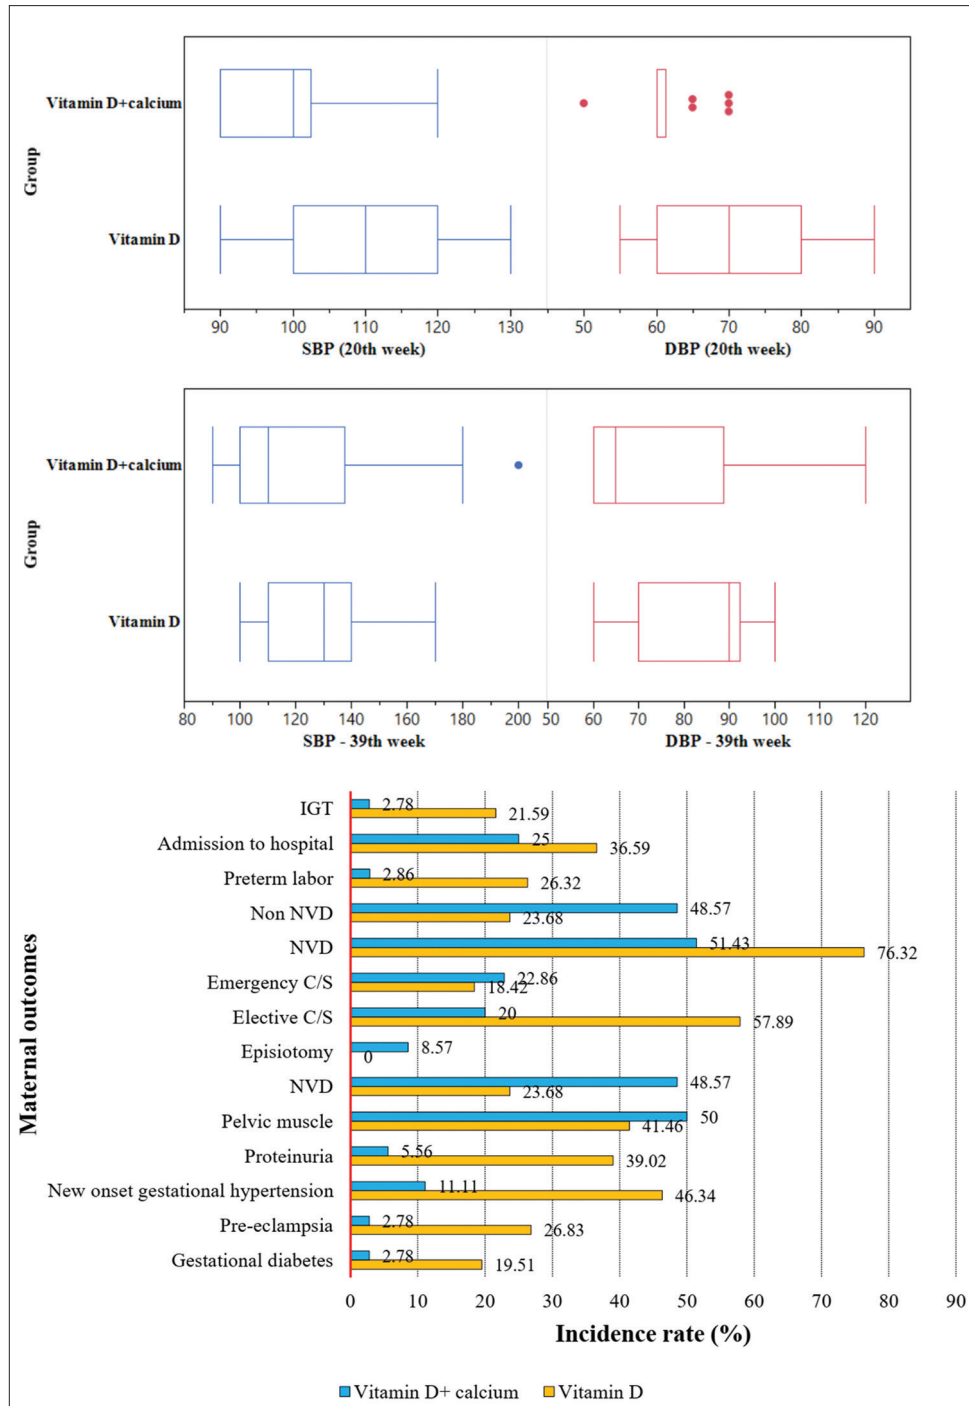 Vitamin D+calcium
Group
Vitamin D
90 100 110 120 130 50 60 70 80 90
SBP (20th week) DBP (20th week)
Vitamin D+calcium
Group
Vitamin D
80 100 120 140 160 180 200 50 60 70 80 90 100 110 120
SBP - 39th week DBP - 39th week
Maternal outcomes
IGT 2.78 21.59
Admission to hospital 25 36.59
Preterm labor 2.86 26.32
Non NVD 48.57 23.68
NVD 51.43 76.32
Emergency C/S 22.86 18.42
Elective C/S 20 57.89
Episiotomy 8.57 0
NVD 48.57 23.68
Pelvic muscle 50 41.46
Proteinuria 5.56 39.02
New onset gestational hypertension 11.11 46.34
Pre-eclampsia 2.78 26.83
Gestational diabetes 2.78 19.51
0 10 20 30 40 50 60 70 80 90
Incidence rate (%)
Vitamin D+ calcium Vitamin D